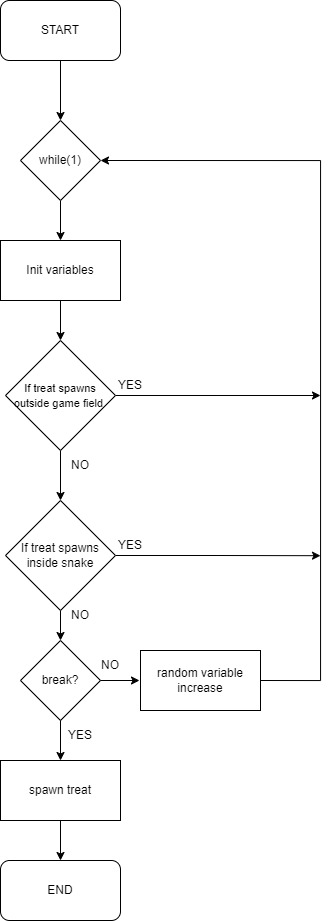 START
while(1)
Init variables
If treat spawns
outside game field
YES
NO
If treat spawns
inside snake
YES
NO
break?
NO
random variable
increase
YES
spawn treat
END